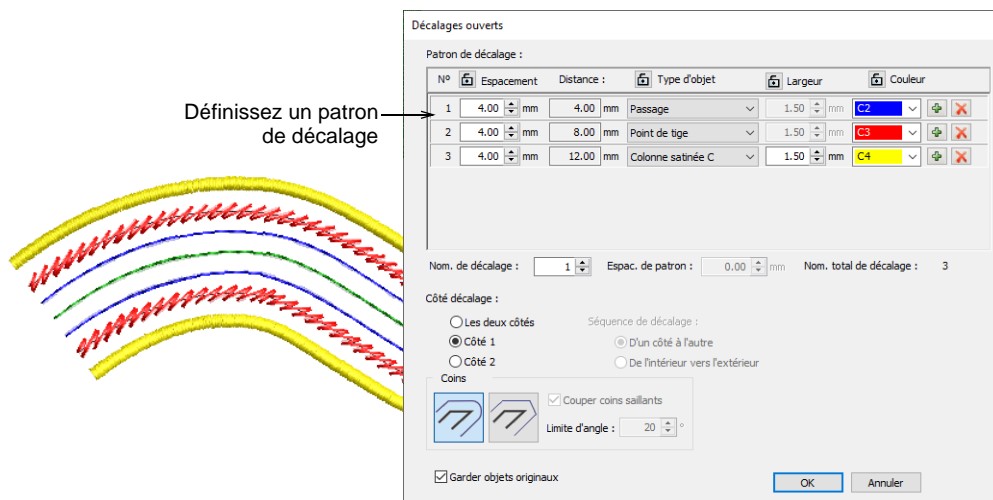 Décalages ouverts
Patron de décalage :
Nº Espacement Distance : Type d'objet Largeur Couleur
1 4.00 mm 4.00 mm Passage 1.50 mm C2
2 4.00 mm 8.00 mm Point de tige 1.50 mm C3
3 4.00 mm 12.00 mm Colonne satinée C 1.50 mm C4
Définissez un patron
de décalage
Nom. de décalage : 1 Espac. de patron : 0.00 mm Nom. total de décalage : 3
Côté décalage :
Les deux côtés Séquence de décalage :
Côté 1 D'un côté à l'autre
Côté 2 De l'intérieur vers l'extérieur
Coins
Couper coins saillants
Limite d'angle : 20 °
Garder objets originaux
OK Annuler